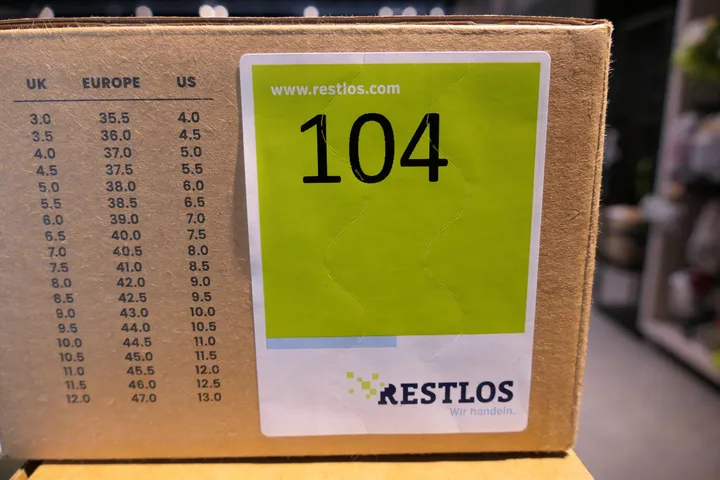 UK EUROPE US
3.0 35.5 4.0
3.5 36.0 4.5
4.0 37.0 5.0
4.5 37.5 5.5
5.0 38.0 6.0
5.5 38.5 6.5
6.0 39.0 7.0
6.5 40.0 7.5
7.0 40.5 8.0
7.5 41.0 8.5
8.0 42.0 9.0
8.5 42.5 9.5
9.0 43.0 10.0
9.5 44.0 10.5
10.0 44.5 11.0
10.5 45.0 11.5
11.0 45.5 12.0
11.5 46.0 12.5
12.0 47.0 13.0
www.restlos.com
104
RESTLOS
Wir handeln.